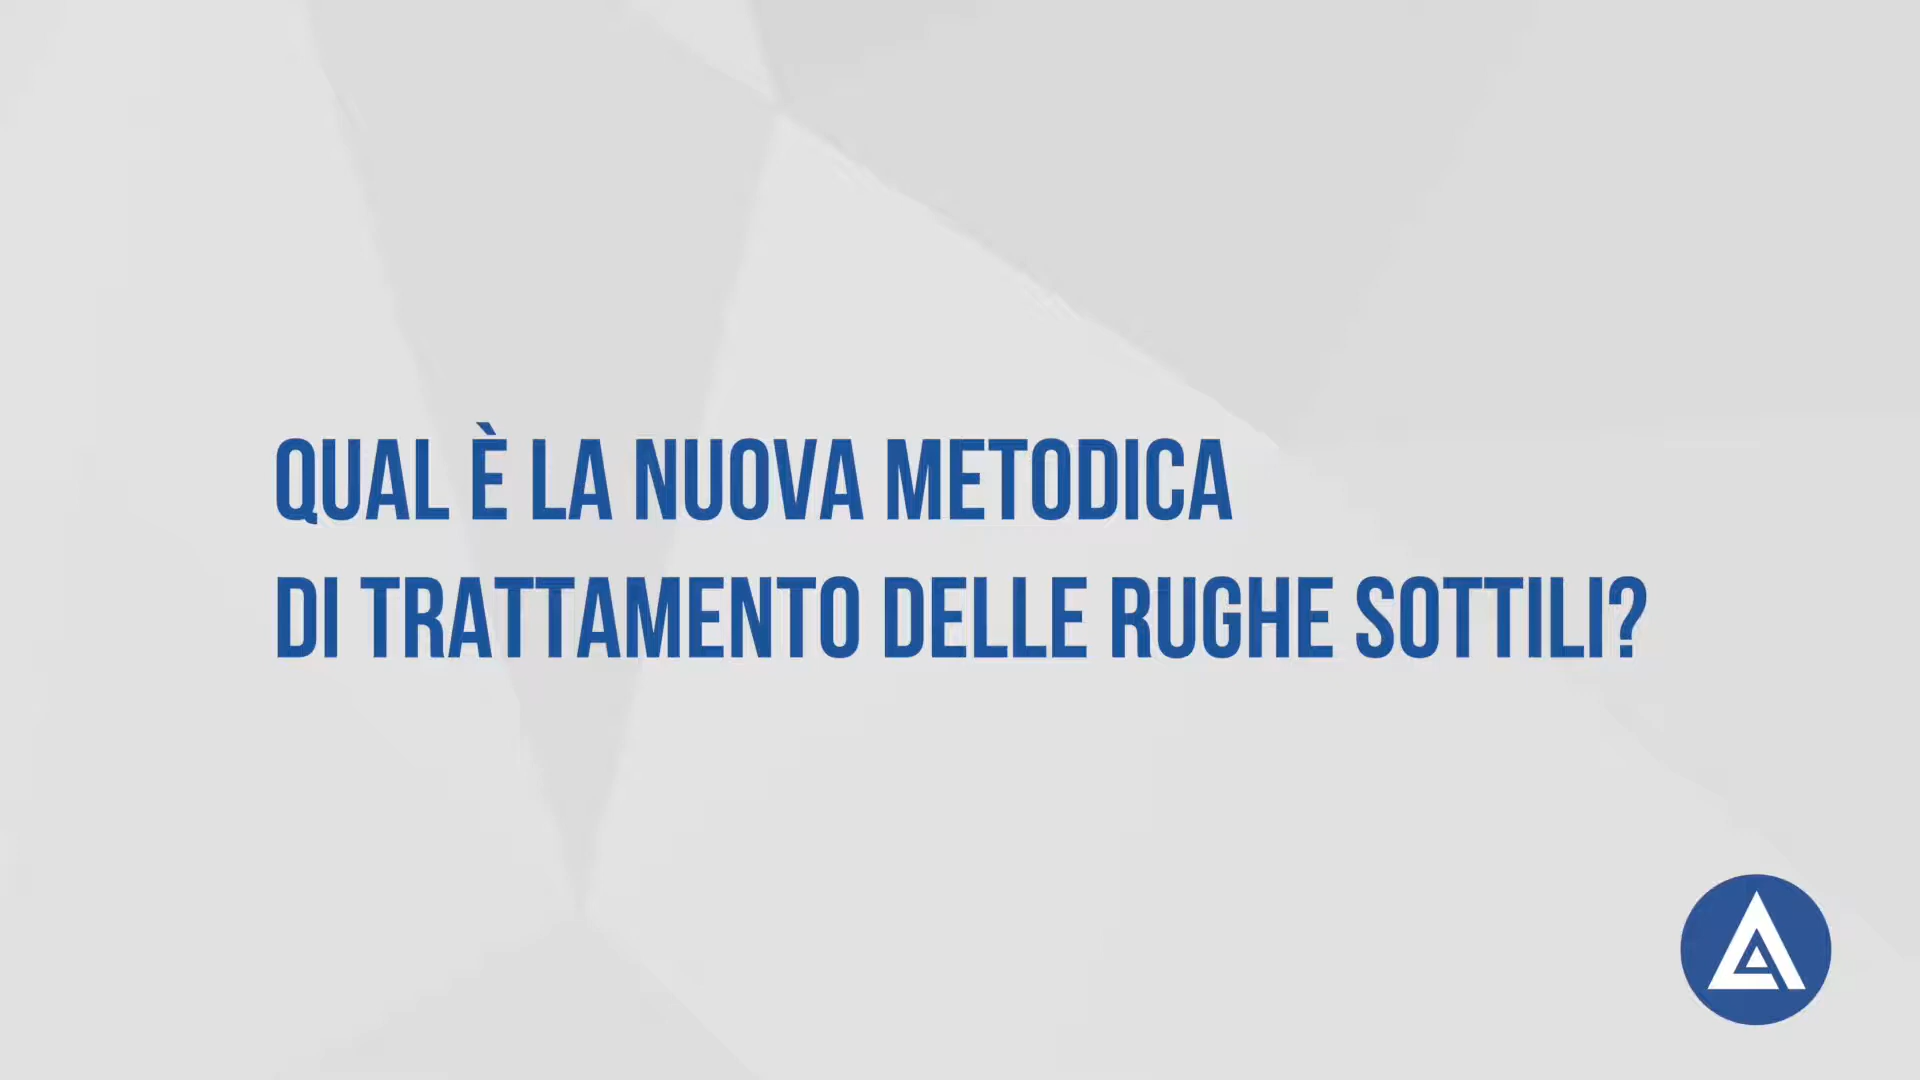 QUAL È LA NUOVA METODICA
DI TRATTAMENTO DELLE RUGHE SOTTILI?